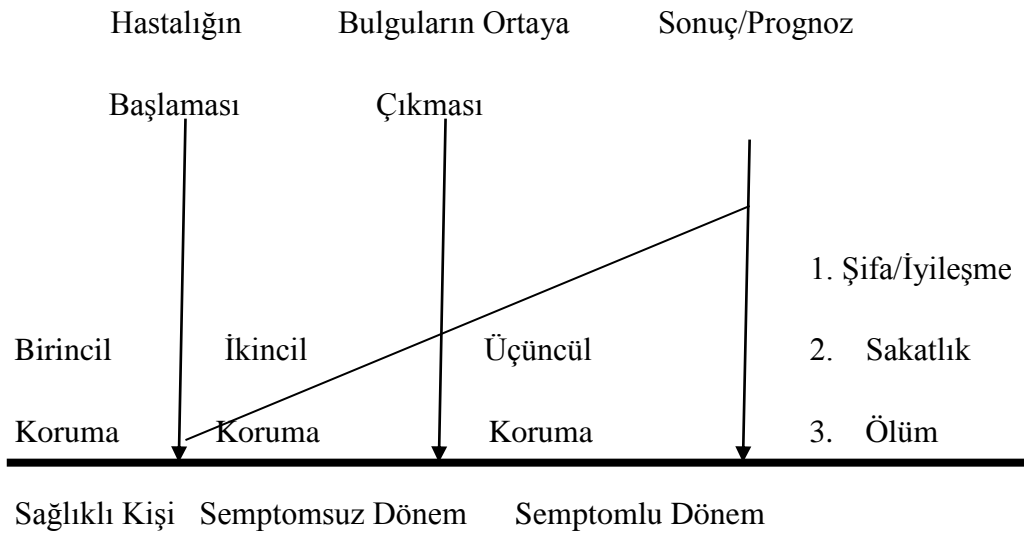 Hastalığın Bulguların Ortaya Sonuç/Prognoz
Başlaması Çıkması
1. Şifa/İyileşme
Birincil İkincil Üçüncül 2. Sakatlık
Koruma Koruma Koruma 3. Ölüm
Sağlıklı Kişi Semptomsuz Dönem Semptomlu Dönem